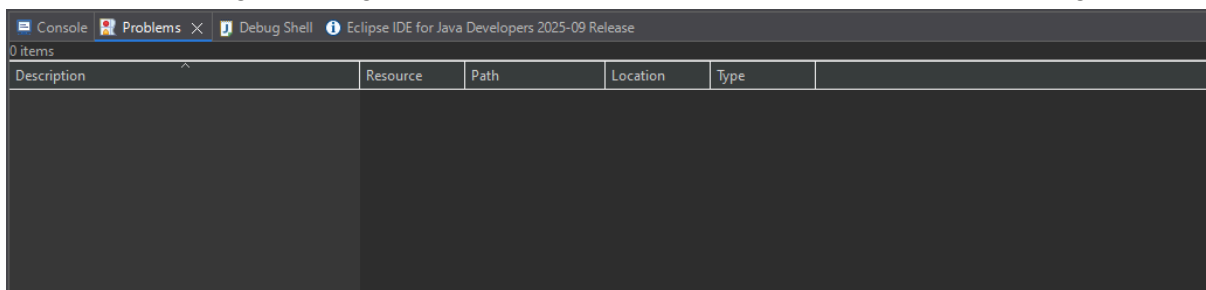 Console Problems Debug Shell Eclipse IDE for Java Developers 2025-09 Release
0 items
Description Resource Path Location Type